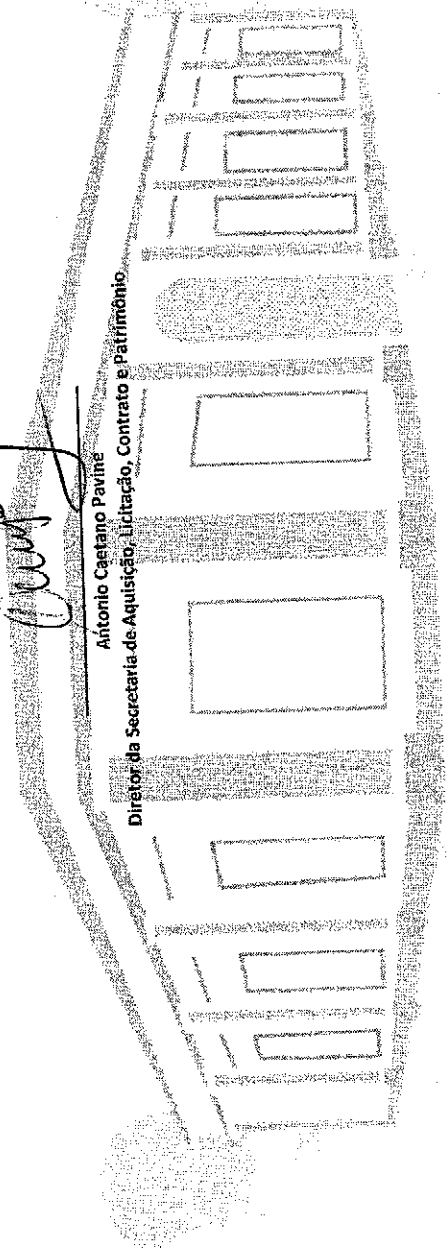 Antonio Caetano Pavine
Diretor da Secretaria de Aquisição, Licitação, Contrato e Patrimônio